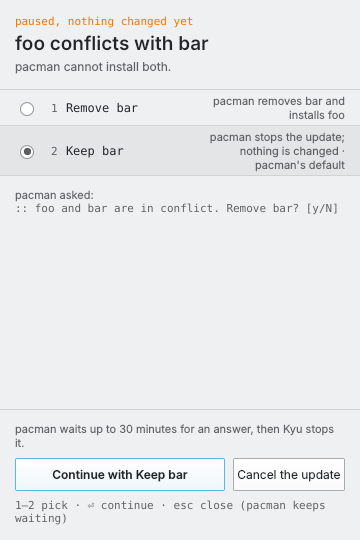 paused, nothing changed yet
foo conflicts with bar
pacman cannot install both.
1 Remove bar
pacman removes bar and
installs foo
2 Keep bar
pacman stops the update;
nothing is changed ·
pacman's default
pacman asked:
:: foo and bar are in conflict. Remove bar? [y/N]
pacman waits up to 30 minutes for an answer, then Kyu stops
it.
Continue with Keep bar
Cancel the update
1–2 pick · ⏎ continue · esc close (pacman keeps
waiting)